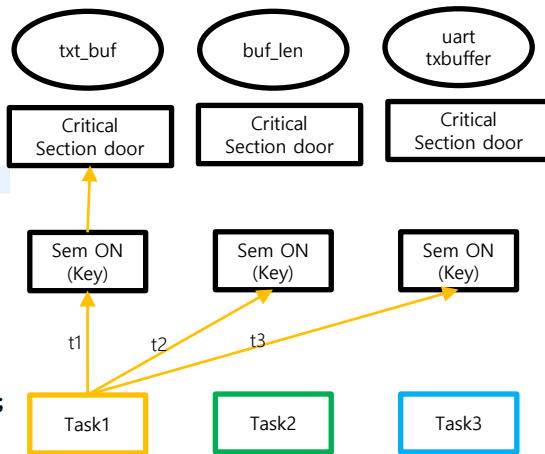 txt_buf
buf_len
uart
txbuffer
Critical
Section door
Critical
Section door
Critical
Section door
Sem ON
(Key)
Sem ON
(Key)
Sem ON
(Key)
t1
t2
t3
;
Task1
Task2
Task3